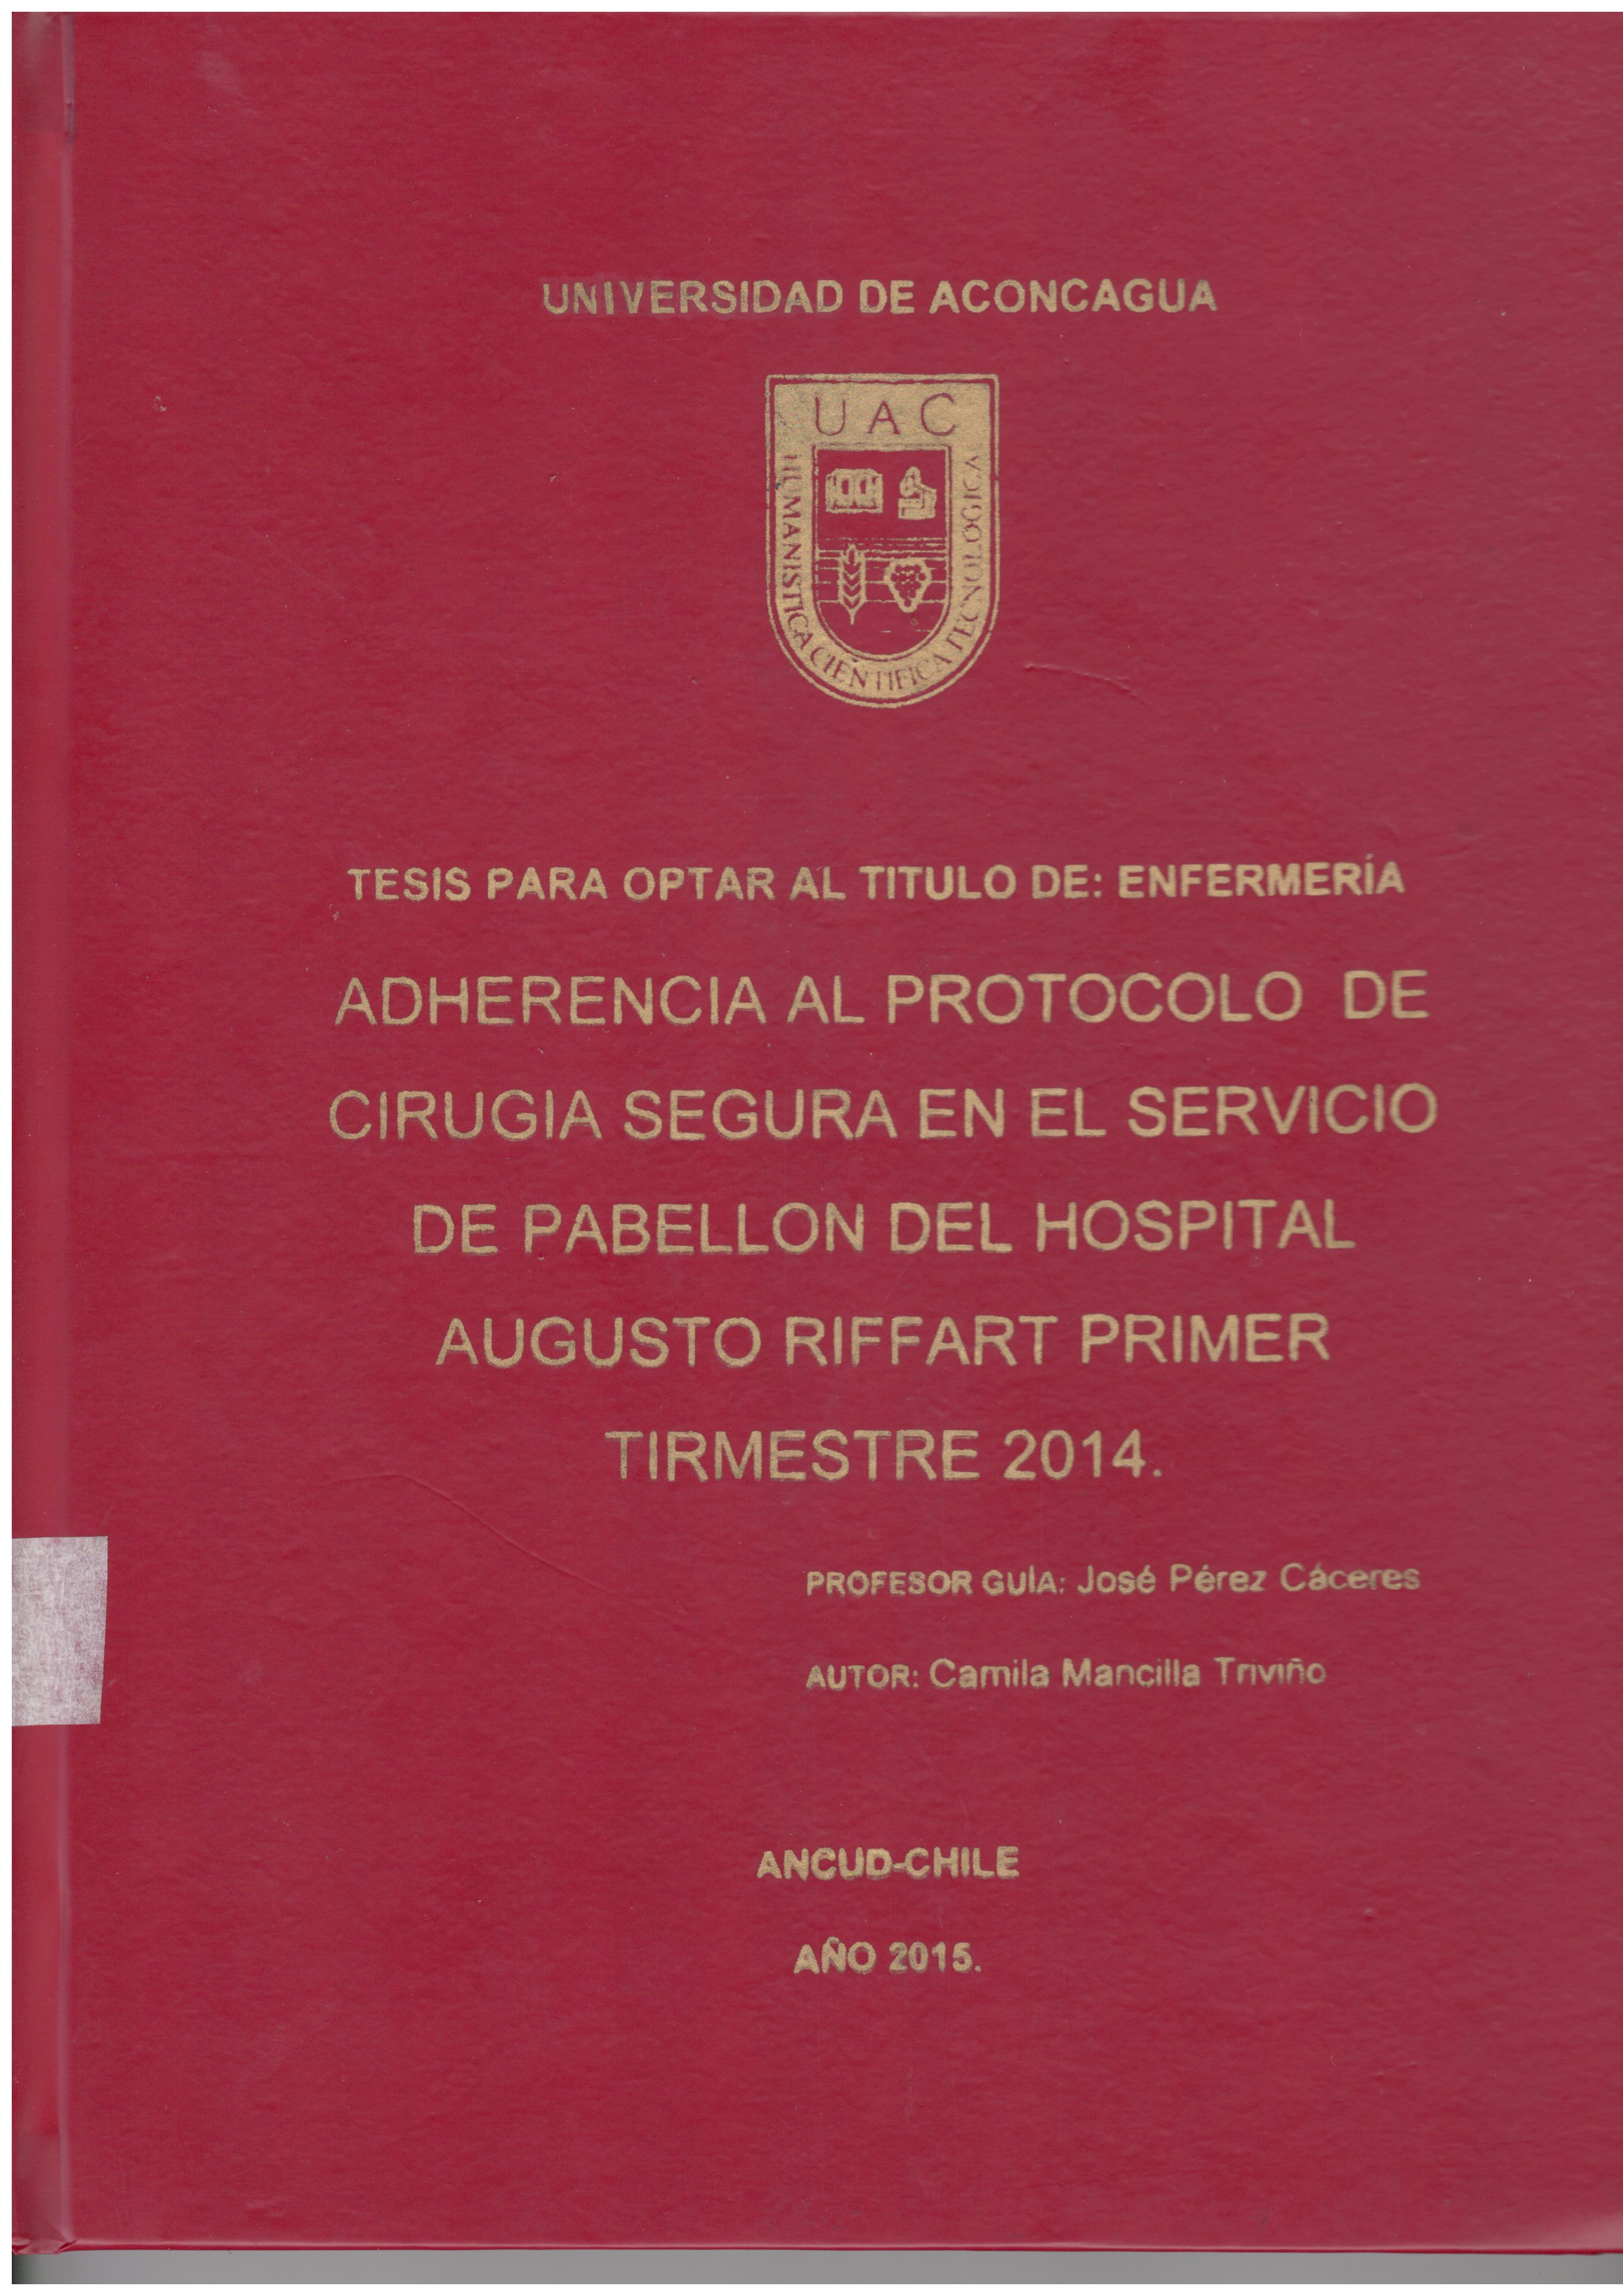 UNIVERSIDAD DE ACONCAGUA
UAC
HUMANISTICA CIENTIFICA TECNOLOGICA
TESIS PARA OPTAR AL TITULO DE: ENFERMERÍA
ADHERENCIA AL PROTOCOLO DE
CIRUGIA SEGURA EN EL SERVICIO
DE PABELLON DEL HOSPITAL
AUGUSTO RIFFART PRIMER
TIRMESTRE 2014.
PROFESOR GUÍA: José Pérez Cáceres
AUTOR: Camila Mancilla Triviño
ANCUD-CHILE
AÑO 2015.